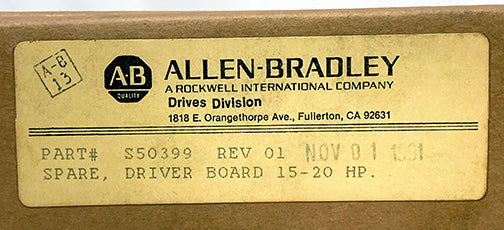 A-B
13
AB
QUALITY
ALLEN-BRADLEY
A ROCKWELL INTERNATIONAL COMPANY
Drives Division
1818 E. Orangethorpe Ave., Fullerton, CA 92631
PART# S50399 REV 01 NOV 01
SPARE, DRIVER BOARD 15-20 HP.